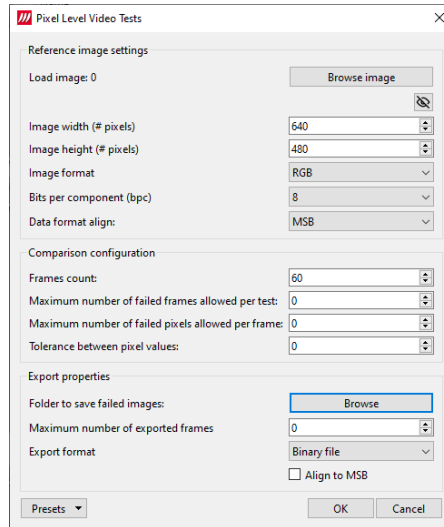 Pixel Level Video Tests
Reference image settings
Load image: 0 Browse image
Image width (# pixels) 640
Image height (# pixels) 480
Image format RGB
Bits per component (bpc) 8
Data format align: MSB
Comparison configuration
Frames count: 60
Maximum number of failed frames allowed per test: 0
Maximum number of failed pixels allowed per frame: 0
Tolerance between pixel values: 0
Export properties
Folder to save failed images: Browse
Maximum number of exported frames 0
Export format Binary file
Align to MSB
Presets OK Cancel